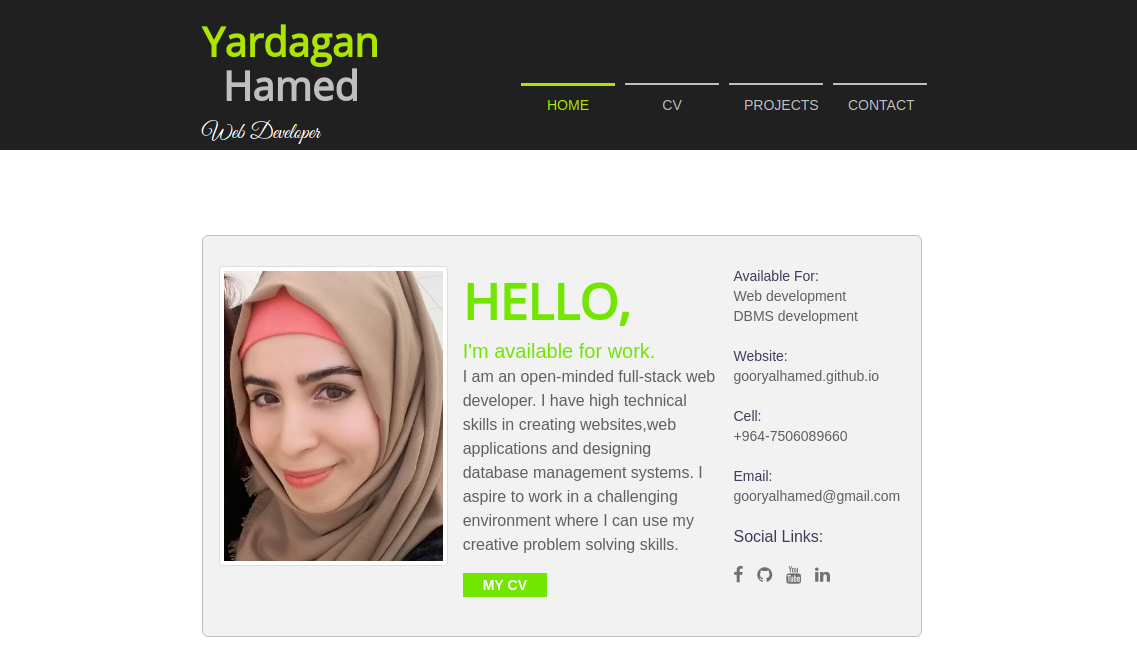 Yardagan
Hamed
Web Developer
HOME
CV
PROJECTS
CONTACT
HELLO,
I'm available for work.
I am an open-minded full-stack web
developer. I have high technical
skills in creating websites,web
applications and designing
database management systems. I
aspire to work in a challenging
environment where I can use my
creative problem solving skills.
MY CV
Available For:
Web development
DBMS development
Website:
gooryalhamed.github.io
Cell:
+964-7506089660
Email:
gooryalhamed@gmail.com
Social Links:
You
Tube